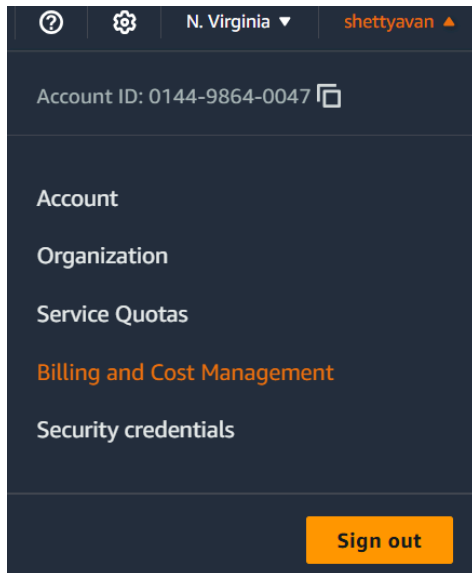 N. Virginia ▼ shettyavan ▲
Account ID: 0144-9864-0047
Account
Organization
Service Quotas
Billing and Cost Management
Security credentials
Sign out